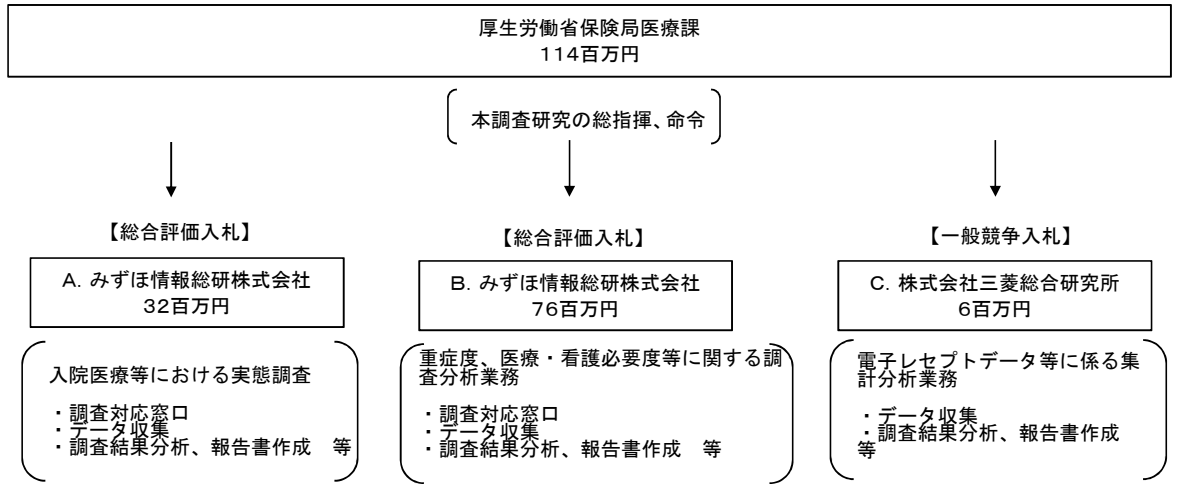 厚生労働省保険局医療課
114百万円
本調査研究の総指揮、命令
【総合評価入札】
A．みずほ情報総研株式会社
32百万円
入院医療等における実態調査
・調査対応窓口
・データ収集
・調査結果分析、報告書作成　等
【総合評価入札】
B．みずほ情報総研株式会社
76百万円
重症度、医療・看護必要度等に関する調
査分析業務
・調査対応窓口
・データ収集
・調査結果分析、報告書作成　等
【一般競争入札】
C．株式会社三菱総合研究所
6百万円
電子レセプトデータ等に係る集
計分析業務
・データ収集
・調査結果分析、報告書作成
等